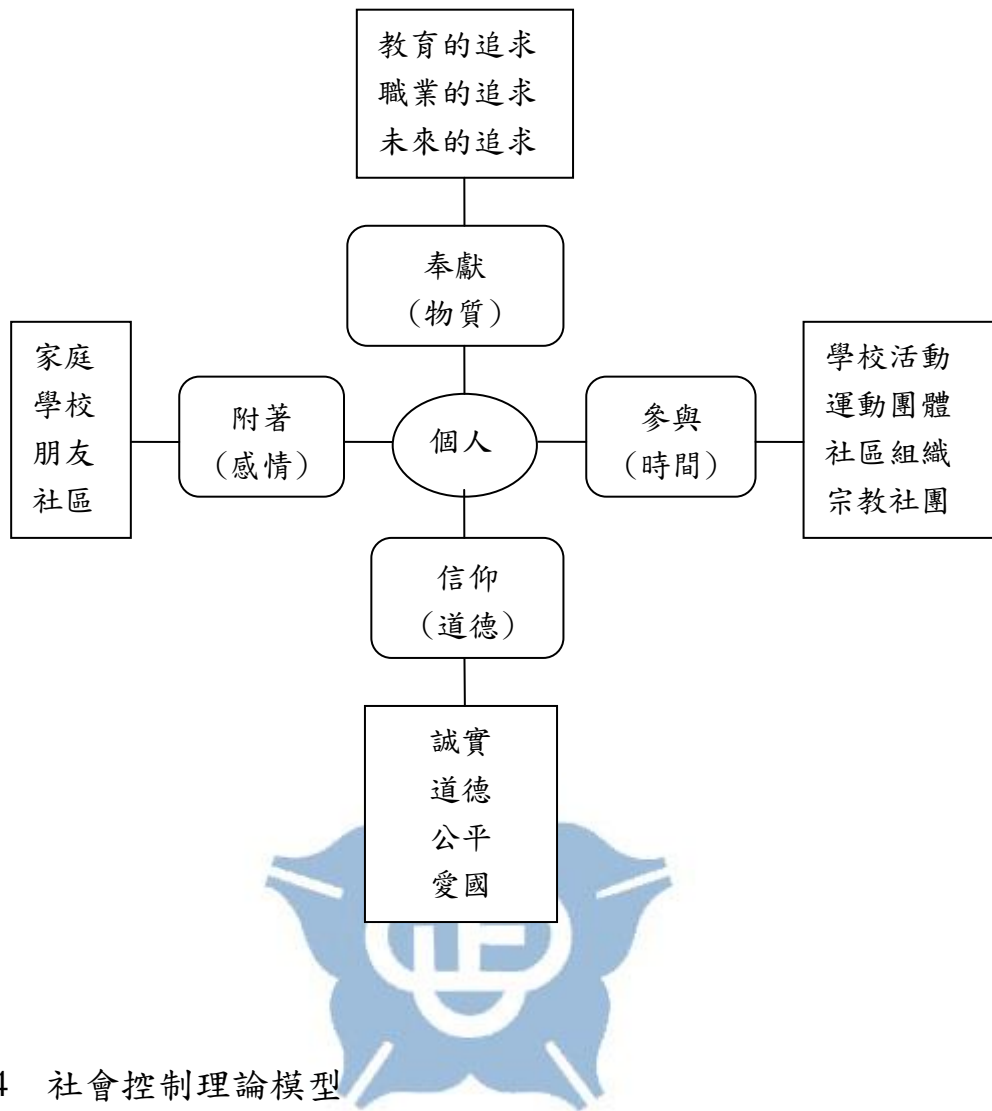 教育的追求
職業的追求
未來的追求
奉獻
(物質)
家庭
學校
朋友
社區
附著
(感情)
個人
參與
(時間)
學校活動
運動團體
社區組織
宗教社團
信仰
(道德)
誠實
道德
公平
愛國
4 社會控制理論模型